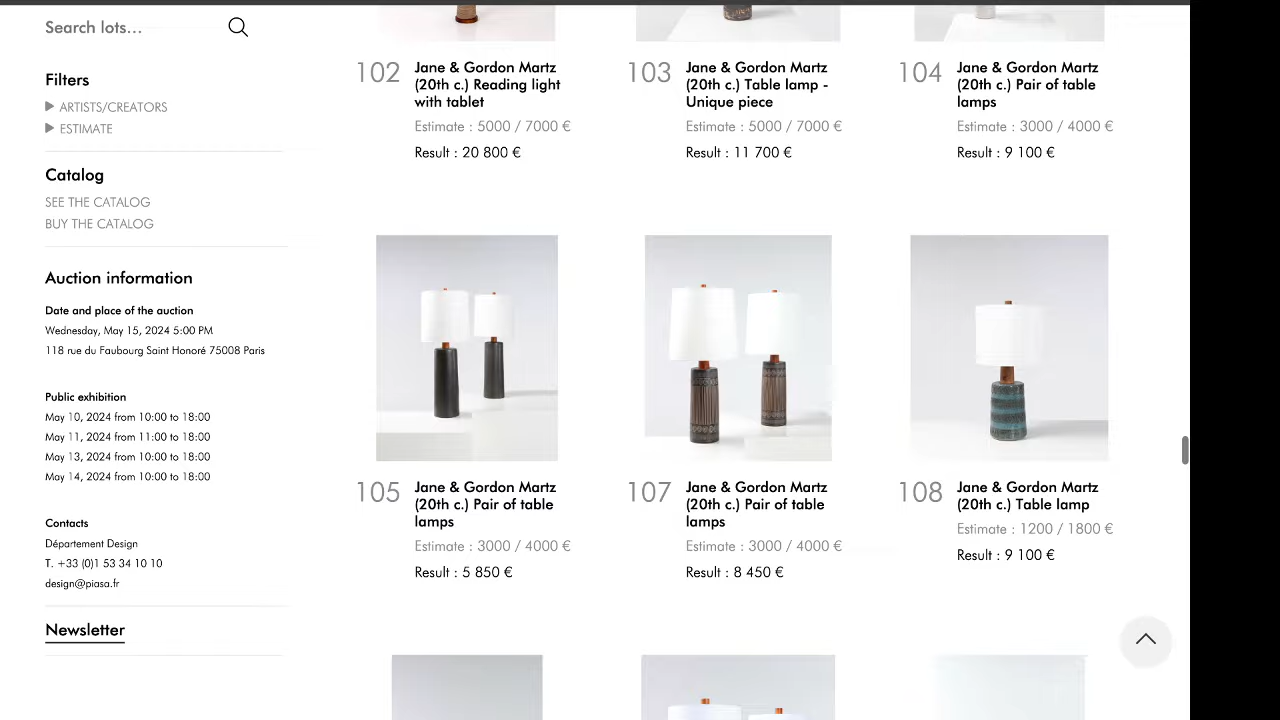 Search lots...
Filters
ARTISTS/CREATORS
ESTIMATE
Catalog
SEE THE CATALOG
BUY THE CATALOG
Auction information
Date and place of the auction
Wednesday, May 15, 2024 5:00 PM
118 rue du Faubourg Saint Honoré 75008 Paris
Public exhibition
May 10, 2024 from 10:00 to 18:00
May 11, 2024 from 11:00 to 18:00
May 13, 2024 from 10:00 to 18:00
May 14, 2024 from 10:00 to 18:00
Contacts
Département Design
T. +33 (0)1 53 34 10 10
design@piasa.fr
Newsletter
102
Jane & Gordon Martz
(20th c.) Reading light
with tablet
Estimate : 5000 / 7000 €
Result : 20 800 €
103
Jane & Gordon Martz
(20th c.) Table lamp -
Unique piece
Estimate : 5000 / 7000 €
Result : 11 700 €
104
Jane & Gordon Martz
(20th c.) Pair of table
lamps
Estimate : 3000 / 4000 €
Result : 9 100 €
105
Jane & Gordon Martz
(20th c.) Pair of table
lamps
Estimate : 3000 / 4000 €
Result : 5 850 €
107
Jane & Gordon Martz
(20th c.) Pair of table
lamps
Estimate : 3000 / 4000 €
Result : 8 450 €
108
Jane & Gordon Martz
(20th c.) Table lamp
Estimate : 1200 / 1800 €
Result : 9 100 €